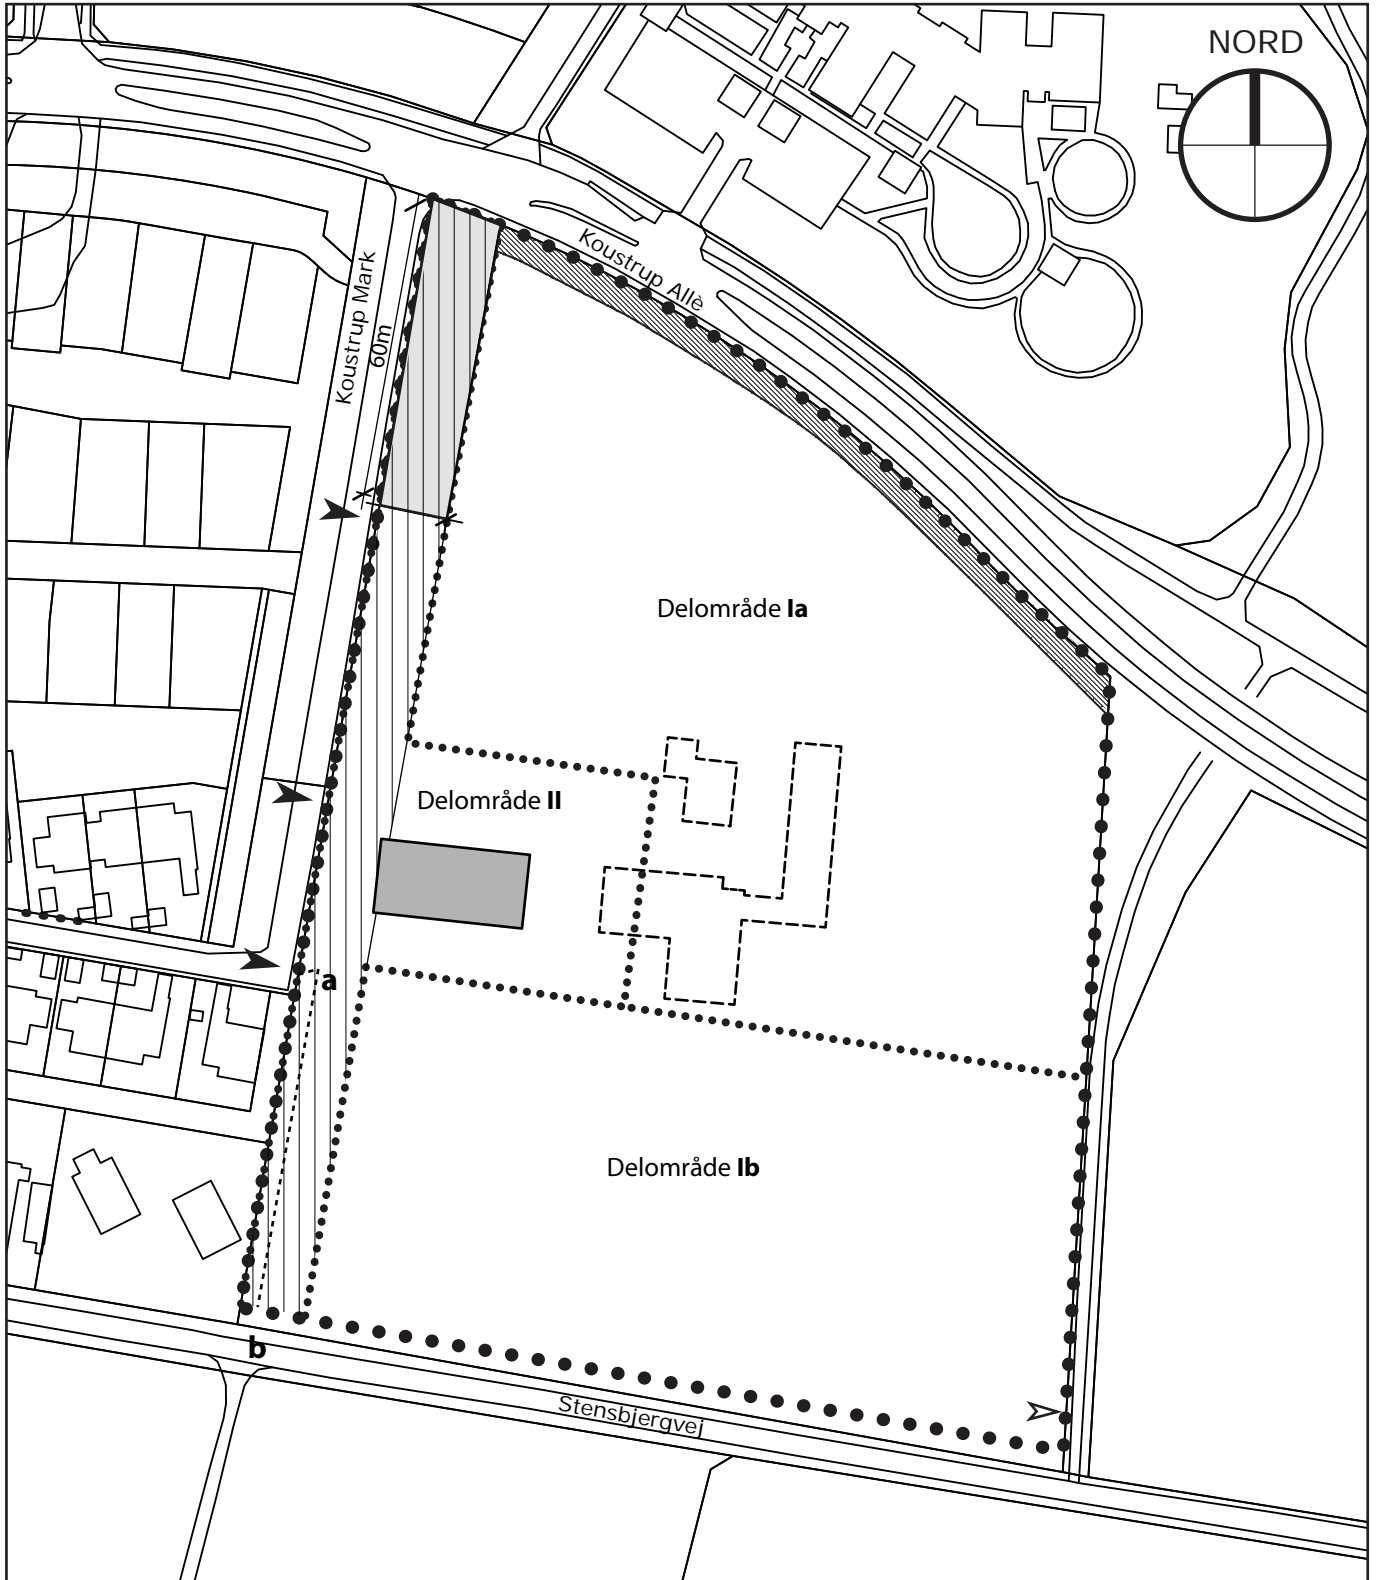 NORD
Koustrup Allè
Koustrup Mark
60m
Delområde Ia
Delområde II
a
Delområde Ib
b
Stensbjergvej